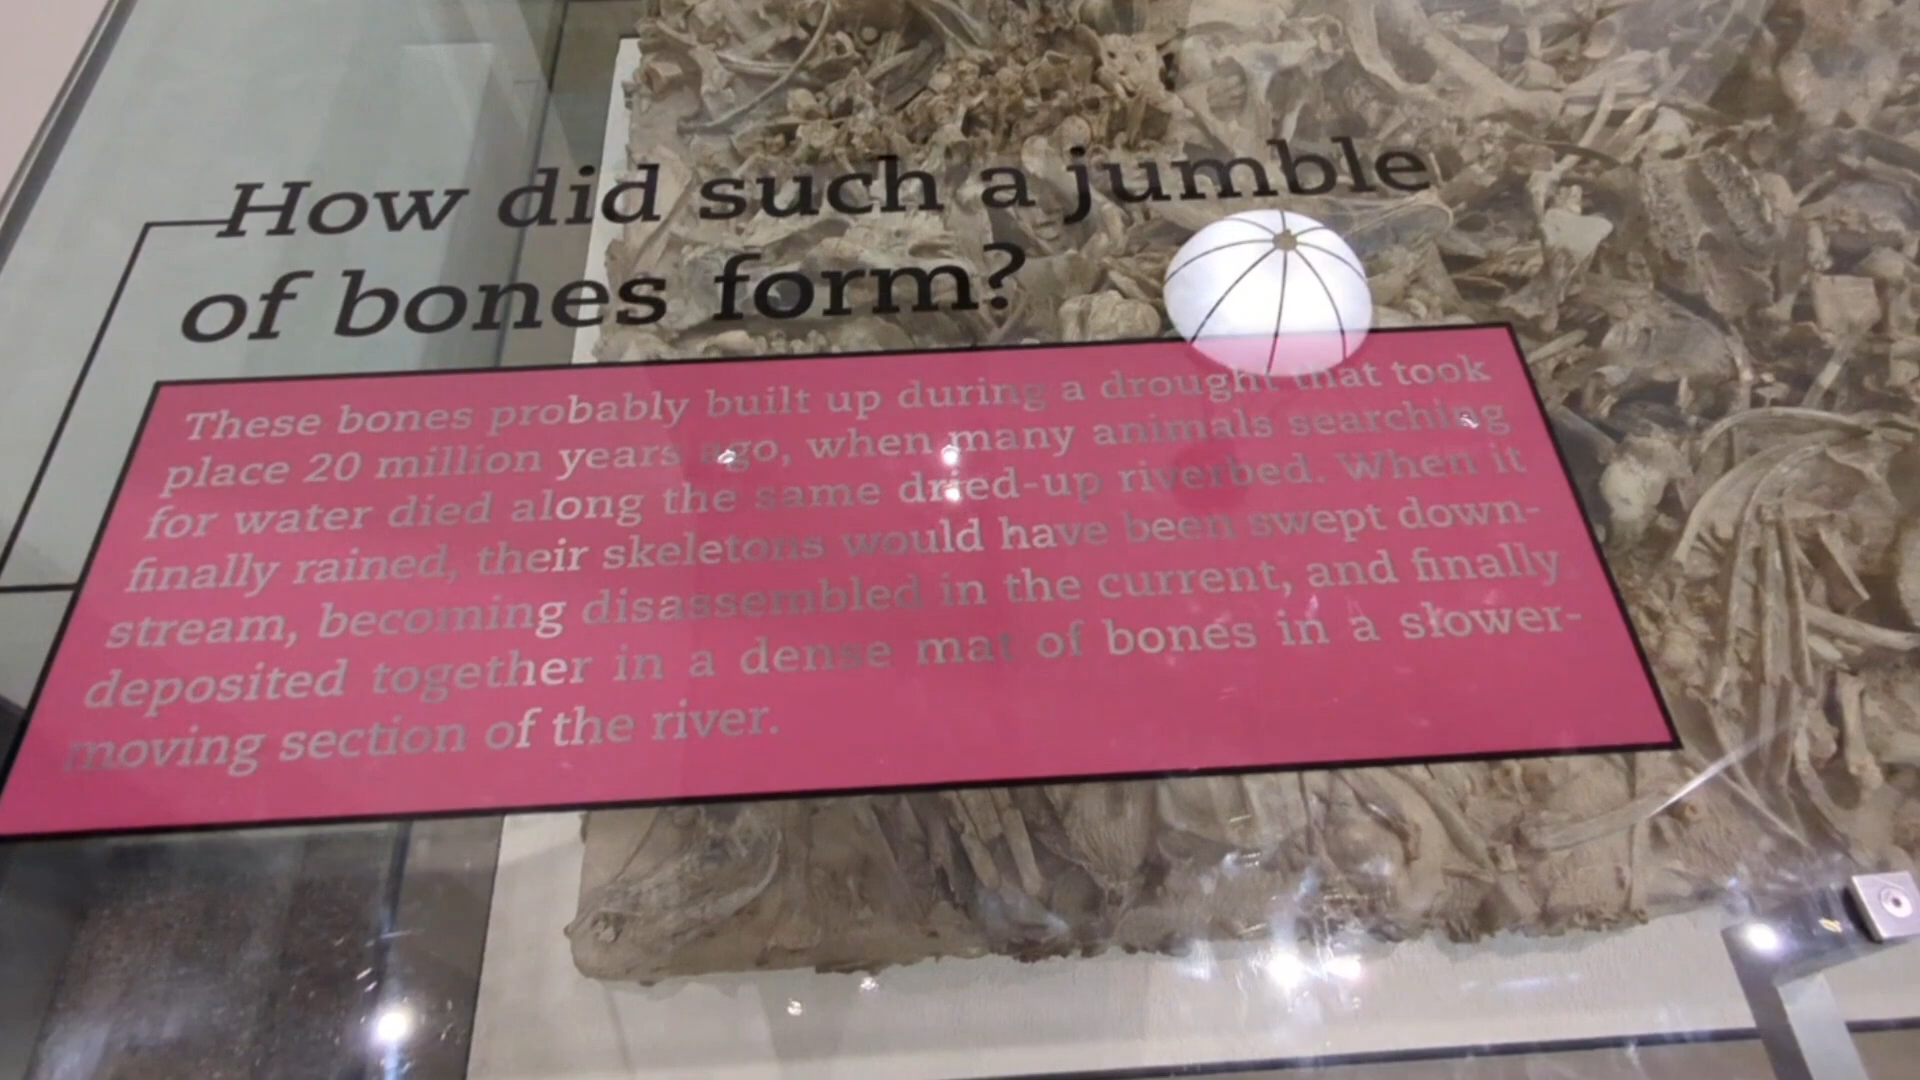 How did such a jumble
of bones form?
These bones probably built up during a drought that took
place 20 million years ago, when many animals searching
for water died along the same dried-up riverbed. When it
finally rained, their skeletons would have been swept down-
stream, becoming disassembled in the current, and finally
deposited together in a dense mat of bones in a slower-
moving section of the river.